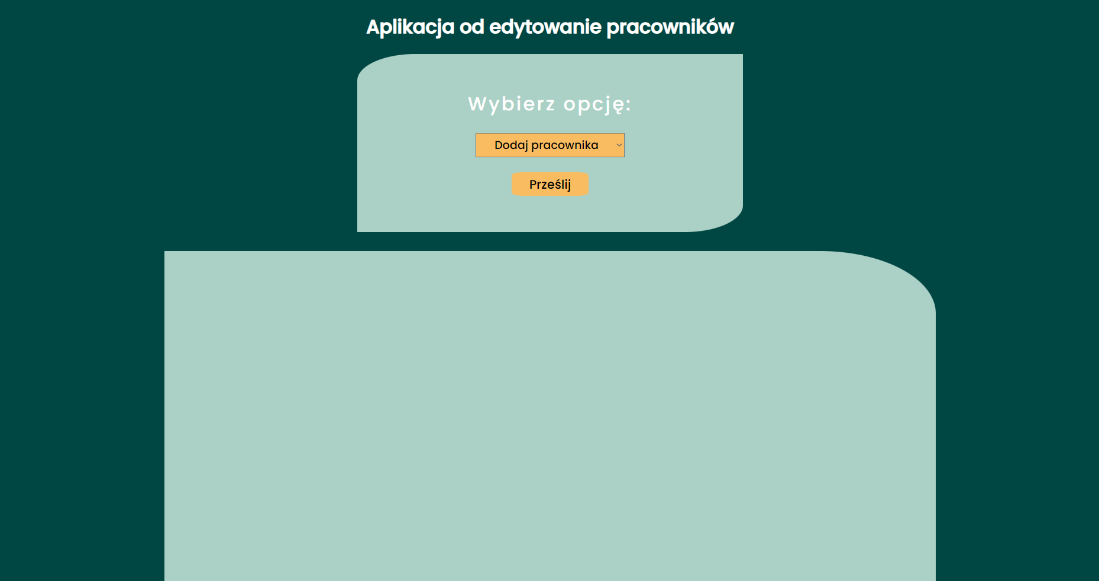 Aplikacja od edytowanie pracowników
Wybierz opcję:
Dodaj pracownika
Prześlij